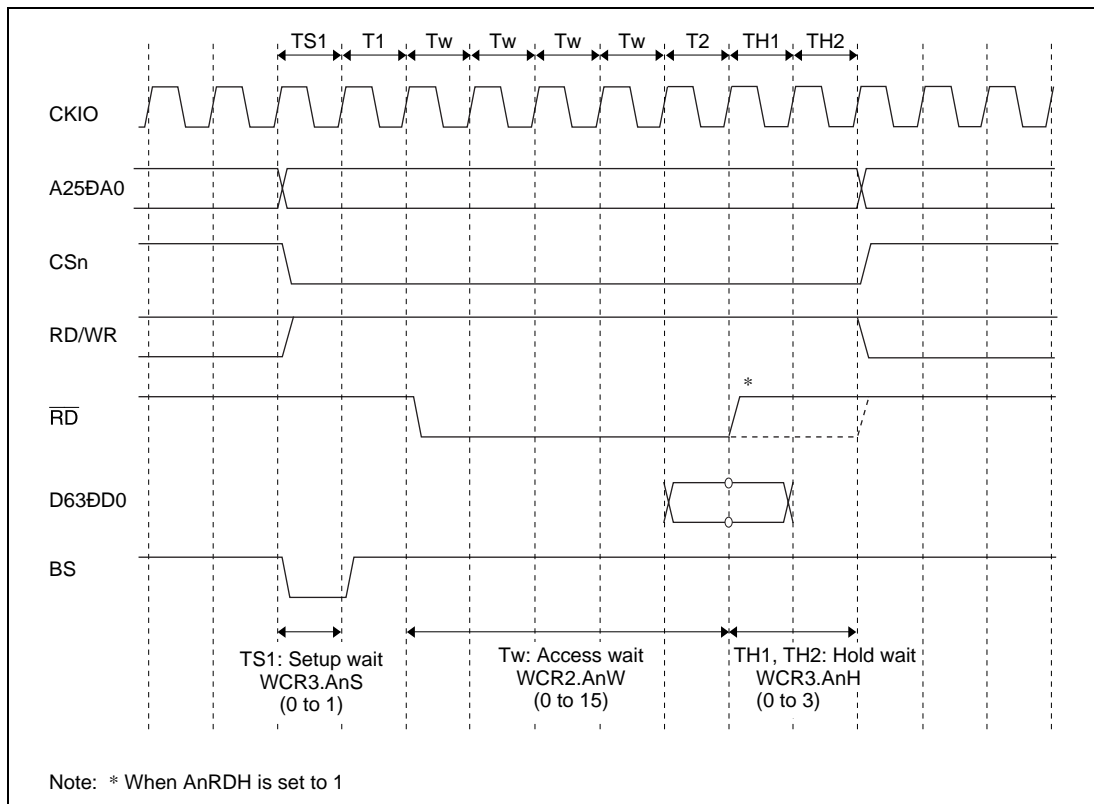 TS1 T1 Tw Tw Tw Tw T2 TH1 TH2
CKIO
A25ÐA0
CSn
RD/WR
*
RD
D63ÐD0
BS
TS1: Setup wait
WCR3.AnS
(0 to 1)
Tw: Access wait
WCR2.AnW
(0 to 15)
TH1, TH2: Hold wait
WCR3.AnH
(0 to 3)
Note: * When AnRDH is set to 1